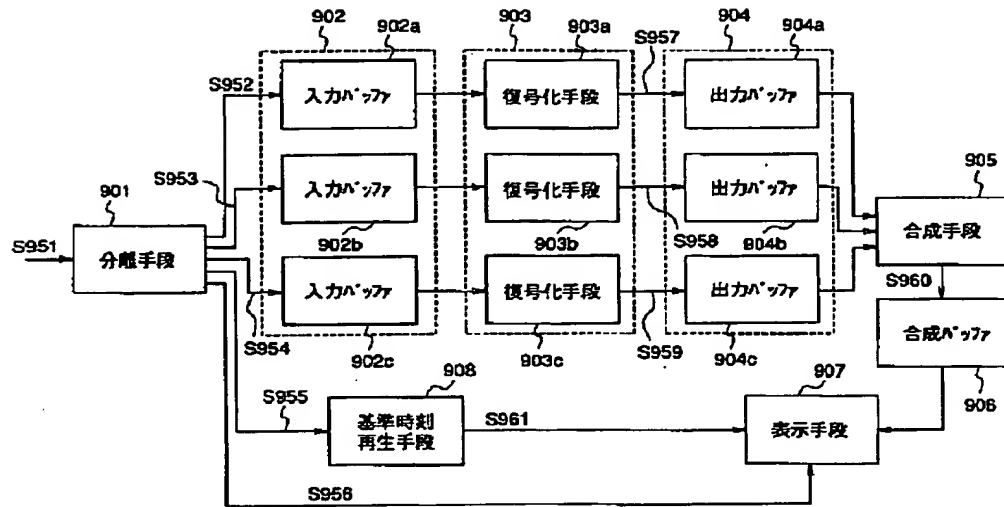 902
902a
903
903a
S957
904
904a
S952
入力バッファ
復号化手段
出力バッファ
S953
901
905
入力バッファ
復号化手段
出力バッファ
S951
分離手段
902b
903b
S958
904b
合成手段
S960
入力バッファ
復号化手段
出力バッファ
合成バッファ
S954
902c
903c
S959
904c
906
S955
908
907
基準時刻
再生手段
S961
表示手段
S956